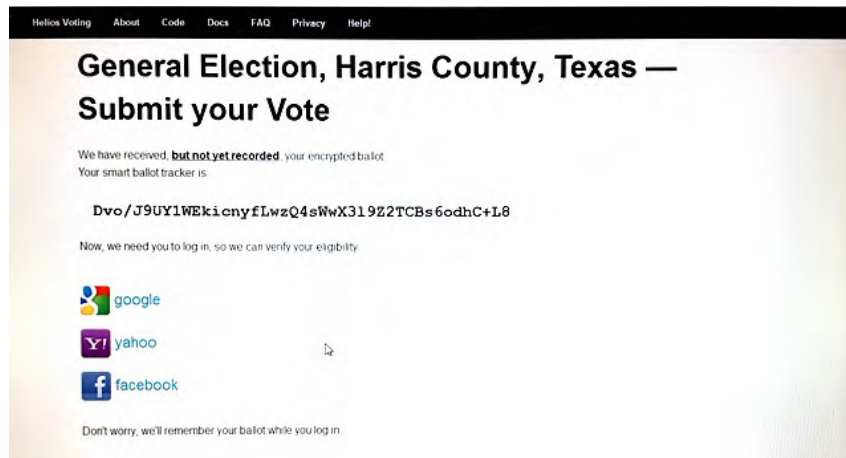 Helios Voting About Code Docs FAQ Privacy Help!
General Election, Harris County, Texas —
Submit your Vote
We have received, but not yet recorded, your encrypted ballot.
Your smart ballot tracker is
Dvo/J9UY1WEkicnyfLwzQ4sWwX319Z2TCBs6odhC+L8
Now, we need you to log in, so we can verify your eligibility.
google
Y! yahoo
f facebook
Don't worry, we'll remember your ballot while you log in